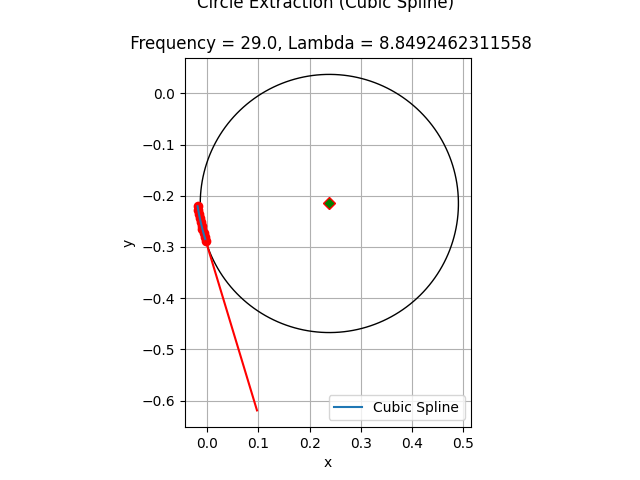 Circle Extraction (Cubic Spline)
Frequency = 29.0, Lambda = 8.8492462311558
0.0
−0.1
−0.2
−0.3
−0.4
−0.5
−0.6
y
0.0 0.1 0.2 0.3 0.4 0.5
x
Cubic Spline